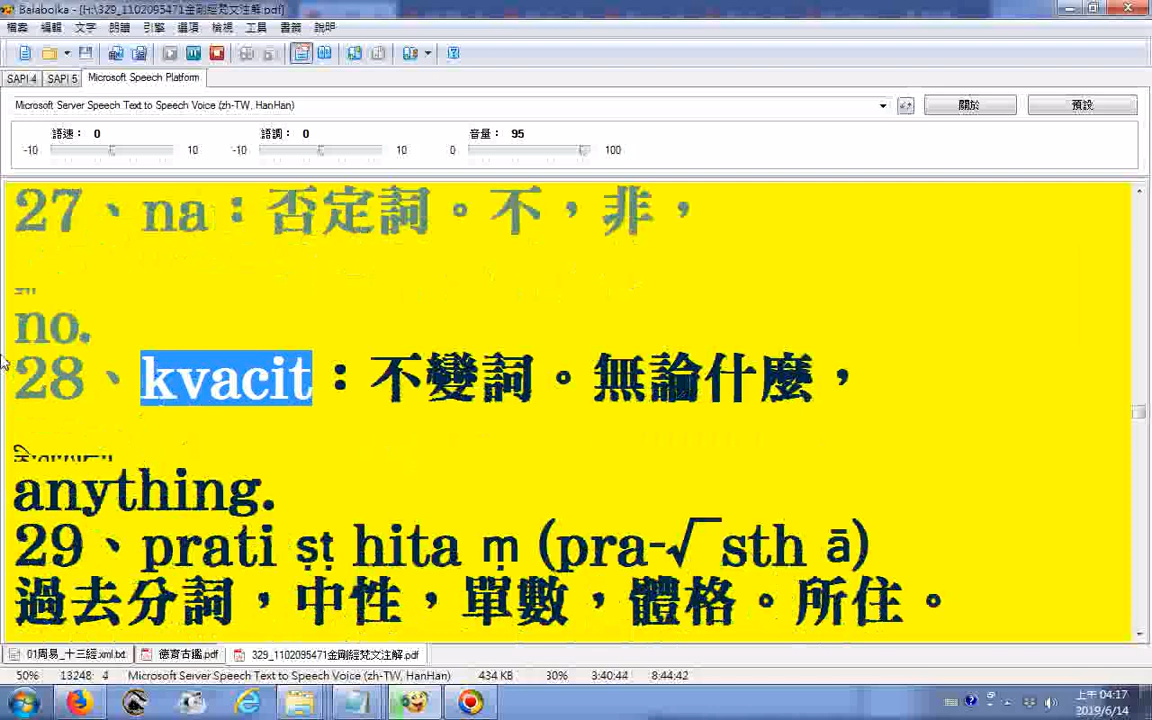 Balabolka - [H:\329_1102095471金剛經梵文注解.pdf]
檔案 編輯 文字 朗讀 引擎 選項 檢視 工具 書籤 說明
SAPI 4 SAPI 5 Microsoft Speech Platform
Microsoft Server Speech Text to Speech Voice (zh-TW, HanHan) 關於 預設
語速： 0 語調： 0 音量： 95
-10 10 -10 10 0 100
27、na：否定詞。不，非，
no.
28、kvacit：不變詞。無論什麼，
anything.
29、prati ṣṭ hita ṃ (pra-√sth ā)
過去分詞，中性，單數，體格。所住。
01周易_十三經.xml.txt 德育古鑑.pdf 329_1102095471金剛經梵文注解.pdf
50% 13248: 4 Microsoft Server Speech Text to Speech Voice (zh-TW, HanHan) 434 KB 30% 3:40:44 8:44:42
上午 04:17
2019/6/14